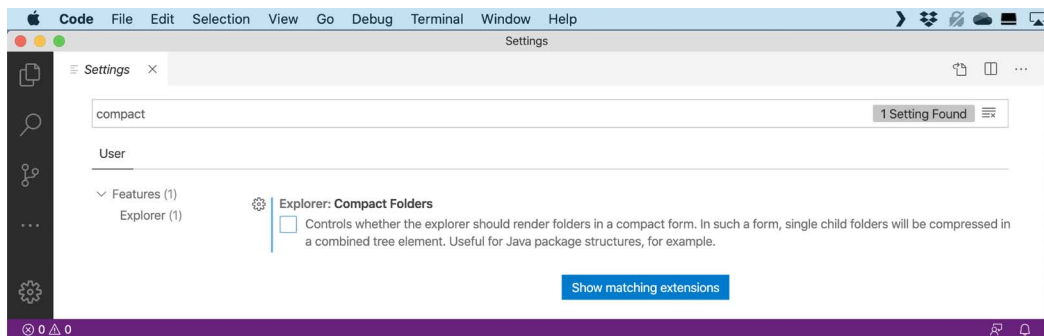 Code File Edit Selection View Go Debug Terminal Window Help
Settings
Settings
compact
1 Setting Found
User
Features (1)
Explorer (1)
Explorer: Compact Folders
Controls whether the explorer should render folders in a compact form. In such a form, single child folders will be compressed in
a combined tree element. Useful for Java package structures, for example.
Show matching extensions
0 0